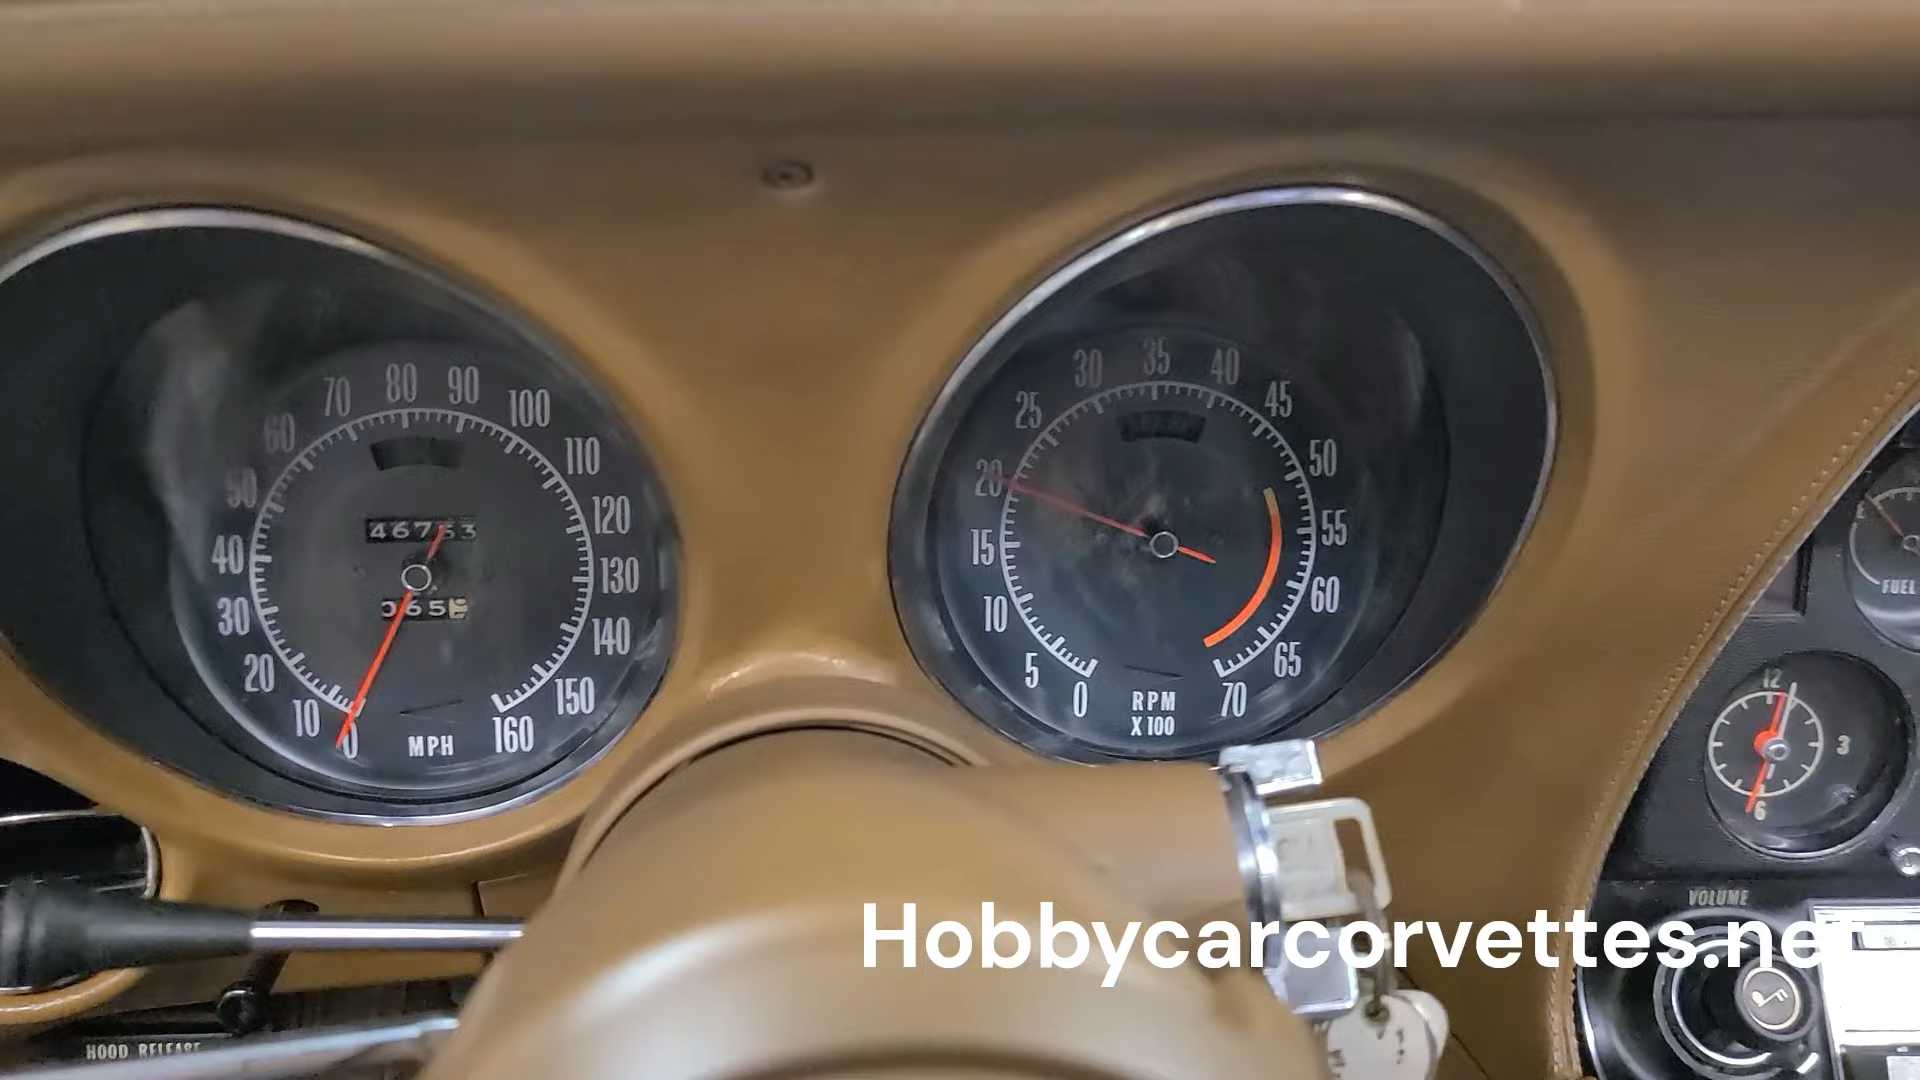 70 80 90
60 100
50 110
40 120
30 130
20 140
10 150
0 MPH 160
467
65
30 35 40
25 45
20 50
15 55
10 60
5 65
0 70
RPM
X 100
FUEL
E
12
3
6
VOLUME
HOOD RELEASE
Hobbycarcorvettes.net